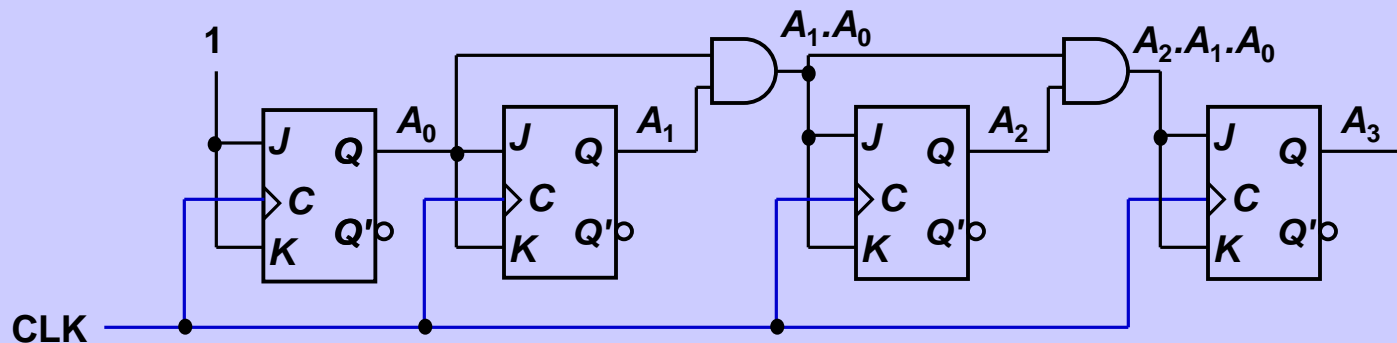 1
A₀
A₁
A₁.A₀
A₂
A₂.A₁.A₀
A₃
J Q
C
K Q'
J Q
C
K Q'
J Q
C
K Q'
J Q
C
K Q'
CLK